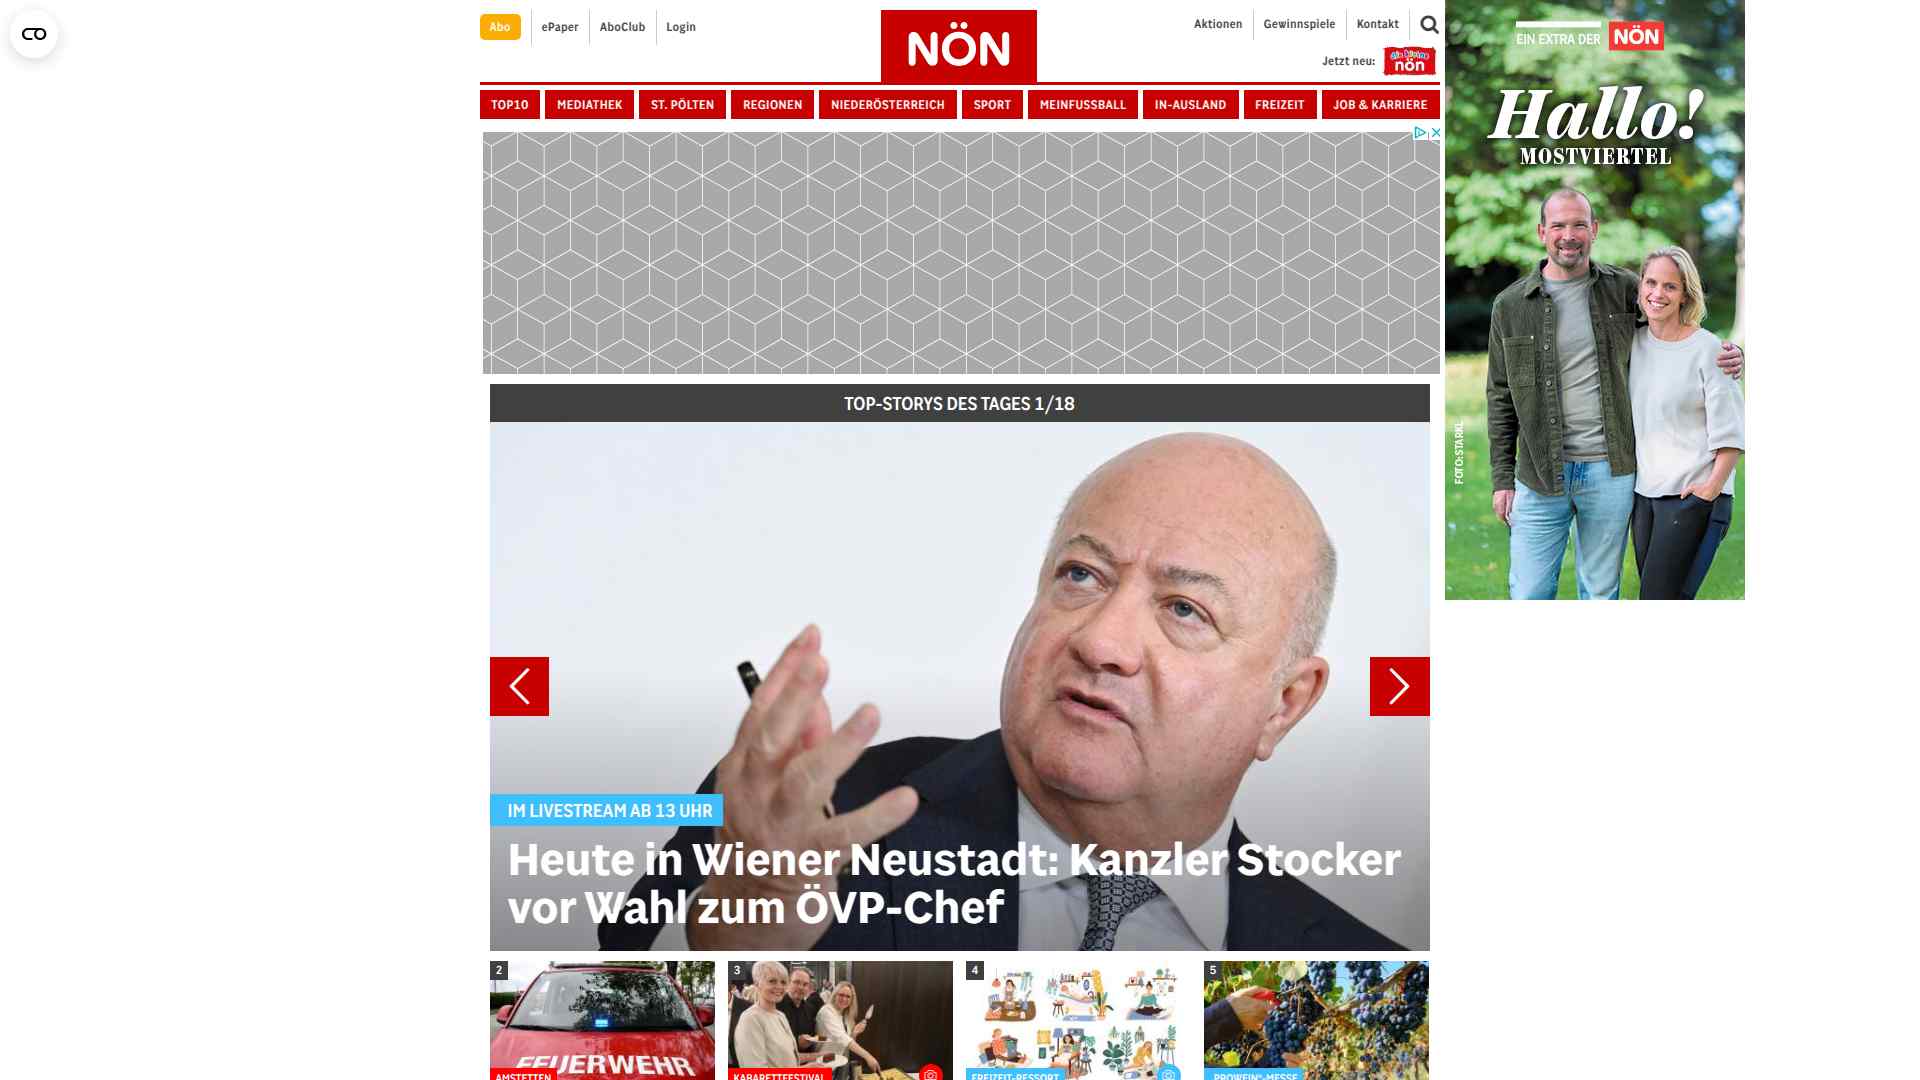 Abo
ePaper
AboClub
Login
NÖN
Aktionen
Gewinnspiele
Kontakt
Jetzt neu:
die kleine
nön
TOP10
MEDIATHEK
ST. PÖLTEN
REGIONEN
NIEDERÖSTERREICH
SPORT
MEINFUSSBALL
IN-AUSLAND
FREIZEIT
JOB & KARRIERE
EIN EXTRA DER NÖN
Hallo!
MOSTVIERTEL
FOTO:STARKL
TOP-STORYS DES TAGES 1/18
IM LIVESTREAM AB 13 UHR
Heute in Wiener Neustadt: Kanzler Stocker
vor Wahl zum ÖVP-Chef
2
3
4
5
FEUERWEHR
AMSTETTEN
KABARETTFESTIVAL
FREIZEIT-RESSORT
"PROWEIN"-MESSE